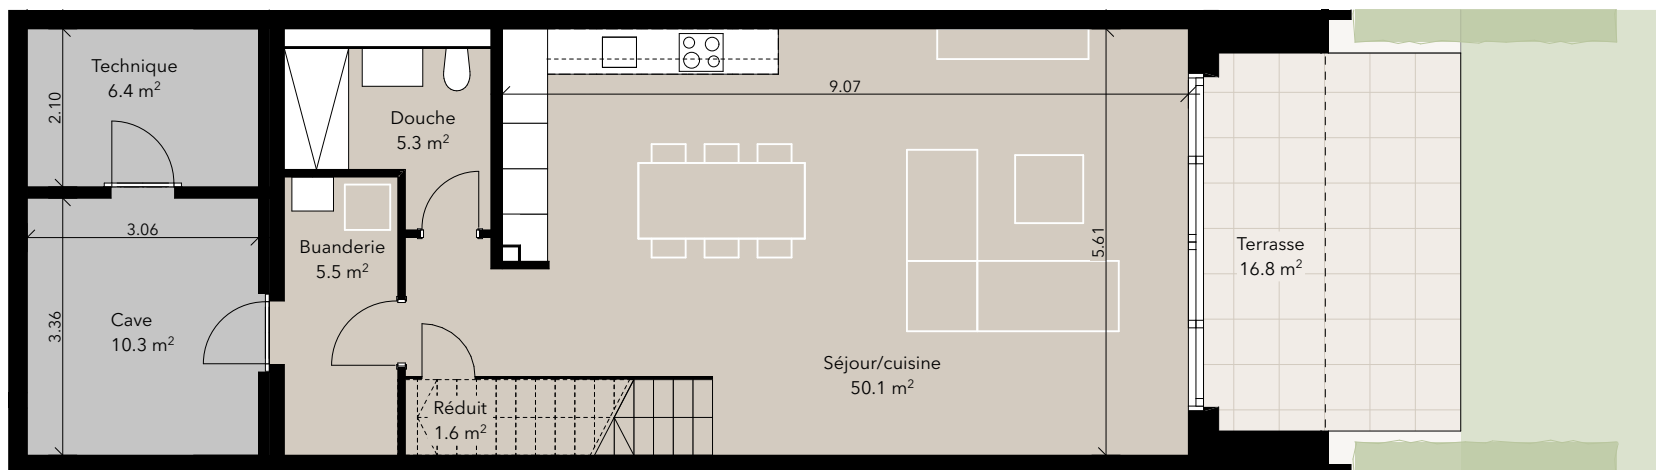 Technique
6.4 m²
2.10
Douche
5.3 m²
9.07
3.06
Buanderie
5.5 m²
5.61
Terrasse
16.8 m²
Cave
10.3 m²
3.36
Séjour/cuisine
50.1 m²
Réduit
1.6 m²